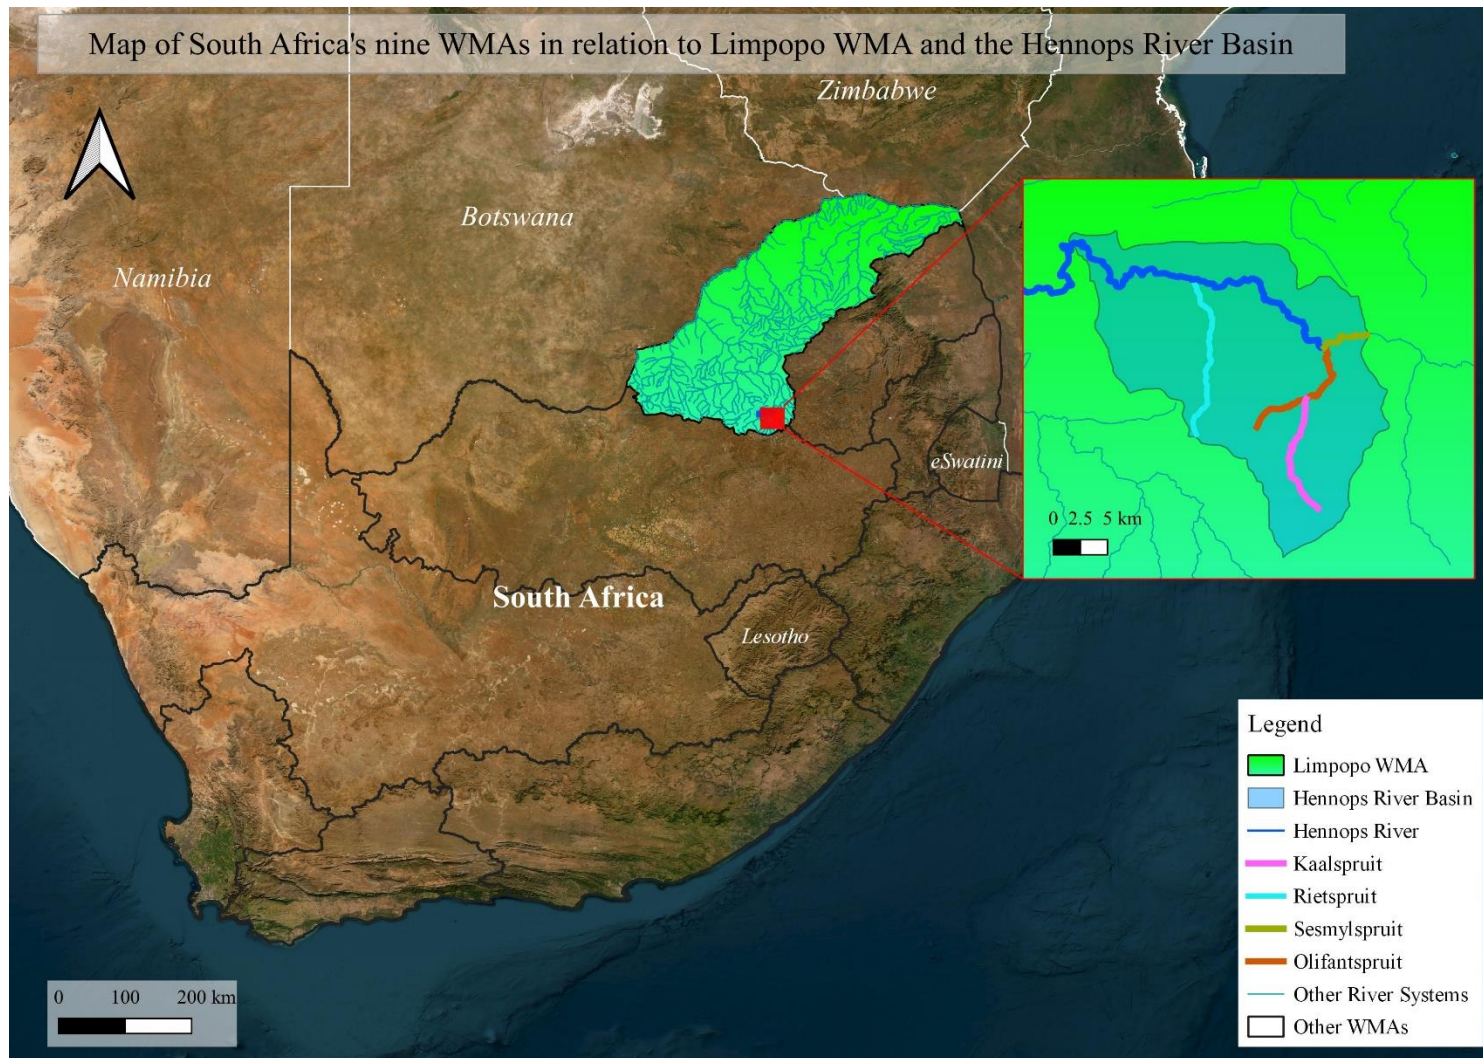 Map of South Africa's nine WMAs in relation to Limpopo WMA and the Hennops River Basin
Zimbabwe
Botswana
Namibia
eSwatini
0 2.5 5 km
South Africa
Lesotho
Legend
Limpopo WMA
Hennops River Basin
Hennops River
Kaalspruit
Rietspruit
Sesmylspruit
Olifantspruit
Other River Systems
Other WMAs
0 100 200 km